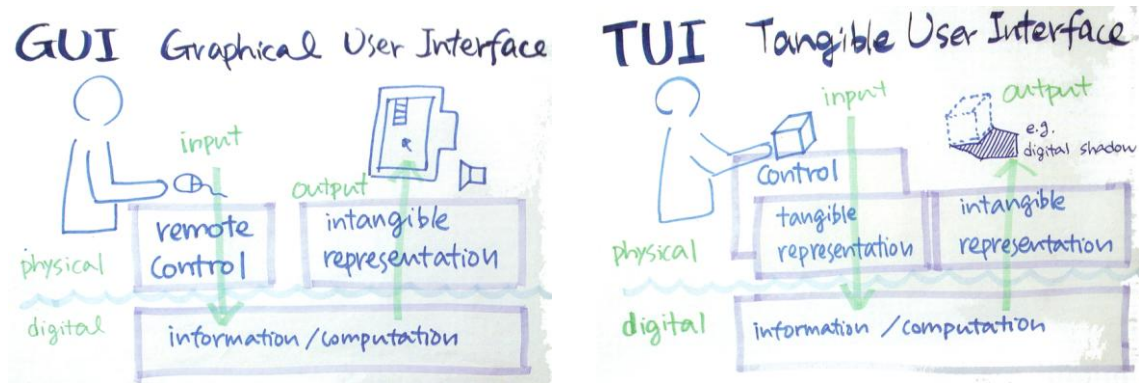 GUI Graphical User Interface
input
output
remote
control
intangible
representation
physical
digital
information/computation
TUI Tangible User Interface
input
output
e.g.
digital shadow
control
tangible
representation
intangible
representation
physical
digital
information/computation